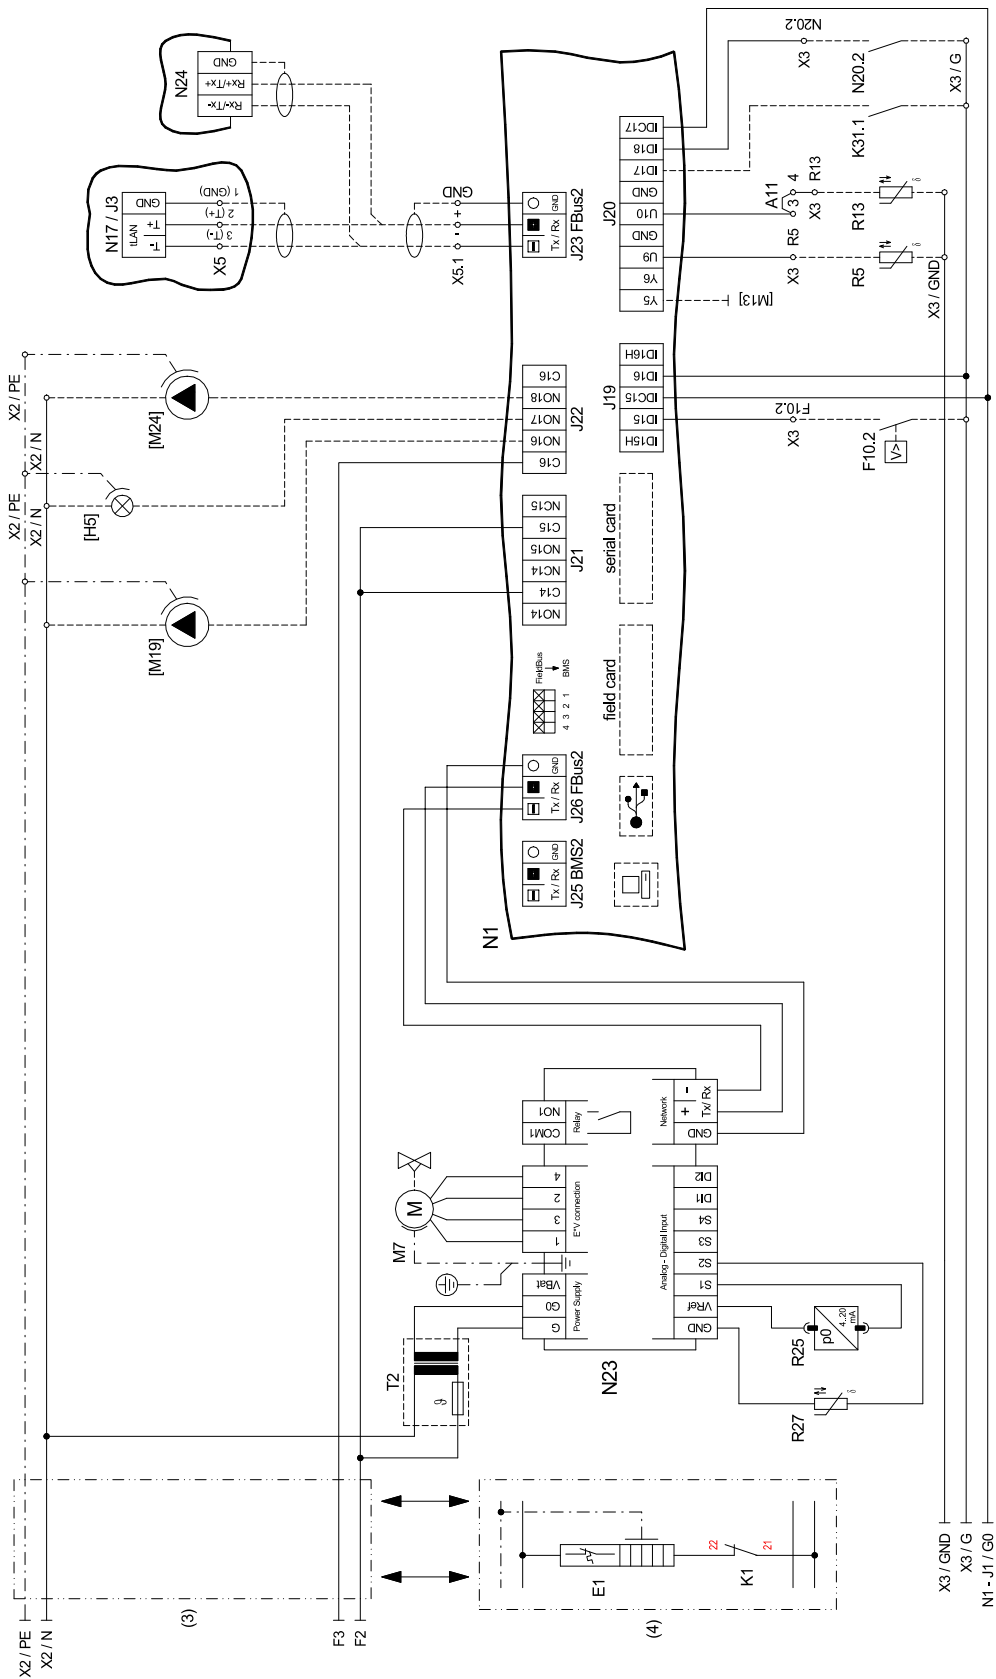 X2 / PE
X2 / N
F3
F2
(3)
X2 / PE
X2 / PE
X2 / N
X2 / N
[M19]
[H5]
[M24]
N17 / J3
tLAN
T-
T+
GND
3 (T-)
2 (T+)
1 (GND)
X5
N24
Rx-/Tx-
Rx+/Tx+
GND
X5.1
-
+
GND
Tx / Rx
GND
J23 FBus2
C16
NO16
NO17
NO18
C16
J22
NO14
C14
NC14
NO15
C15
NC15
J21
FieldBus
BMS
4 3 2 1
Tx / Rx
GND
J26 FBus2
Tx / Rx
GND
J25 BMS2
N1
field card
serial card
ID15H
ID15
IDC15
ID16
ID16H
J19
Y5
Y6
U9
GND
U10
GND
ID17
ID18
IDC17
J20
[M13]
F10.2
X3
F10.2
V>
X3
R5
R5
A11
3
4
X3
R13
R13
δ
δ
X3 / GND
K31.1
N20.2
X3
N20.2
X3 / G
T2
ϑ
M7
M
G
G0
VBat
Power Supply
1
3
2
4
E*V connection
COM1
NO1
Relay
N23
GND
VRef
S1
S2
S3
S4
DI1
DI2
Analog - Digital Input
GND
+
-
Tx/ Rx
Network
R25
p0
4..20
mA
R27
δ
E1
22
21
K1
(4)
X3 / GND
X3 / G
N1 - J1 / G0